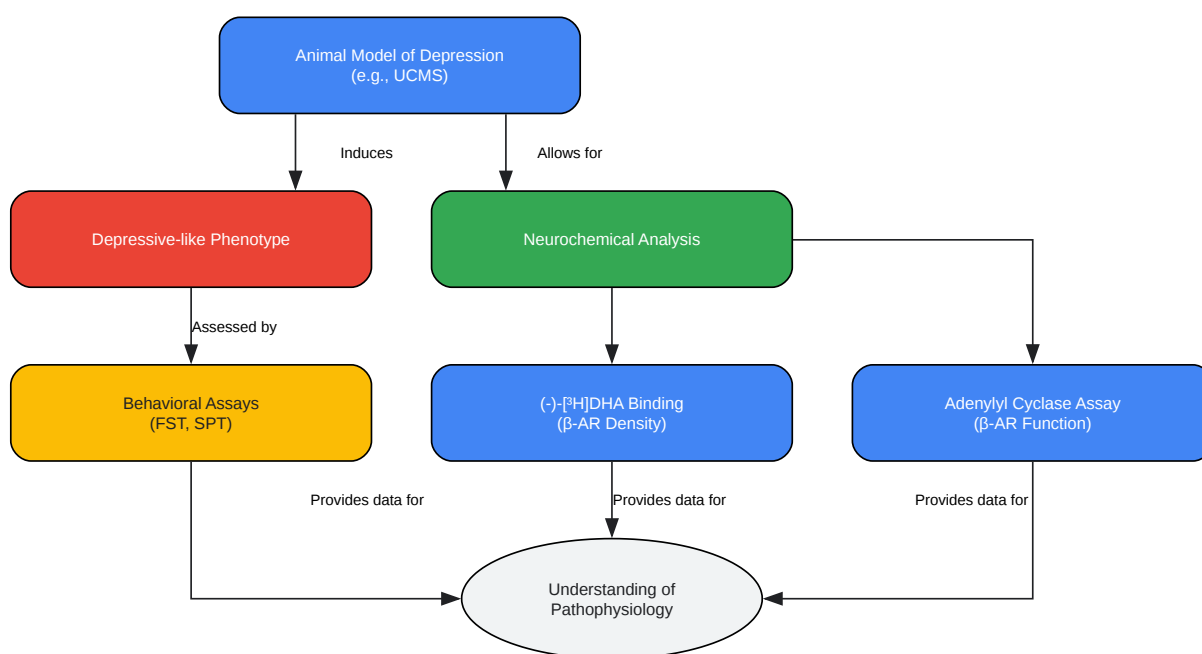 Animal Model of Depression
(e.g., UCMS)
Induces
Allows for
Depressive-like Phenotype
Neurochemical Analysis
Assessed by
Behavioral Assays
(FST, SPT)
(-)-[³H]DHA Binding
(β-AR Density)
Adenylyl Cyclase Assay
(β-AR Function)
Provides data for
Provides data for
Provides data for
Understanding of
Pathophysiology